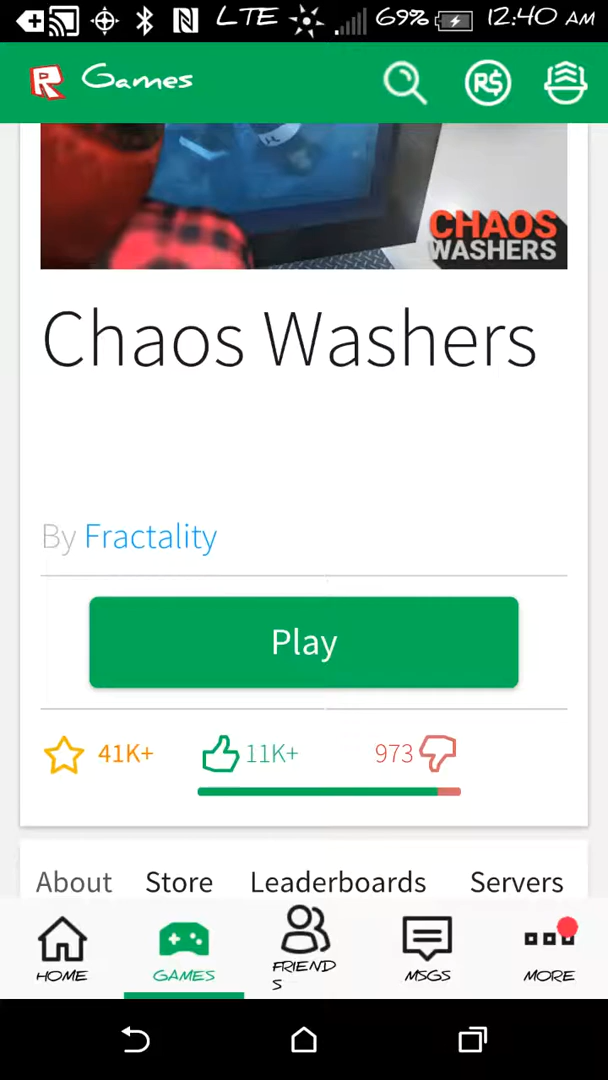 LTE 69% 12:40 AM
R Games R$
CHAOS
WASHERS
Chaos Washers
By Fractality
Play
41K+ 11K+ 973
About Store Leaderboards Servers
HOME GAMES FRIEND
S MSGS MORE